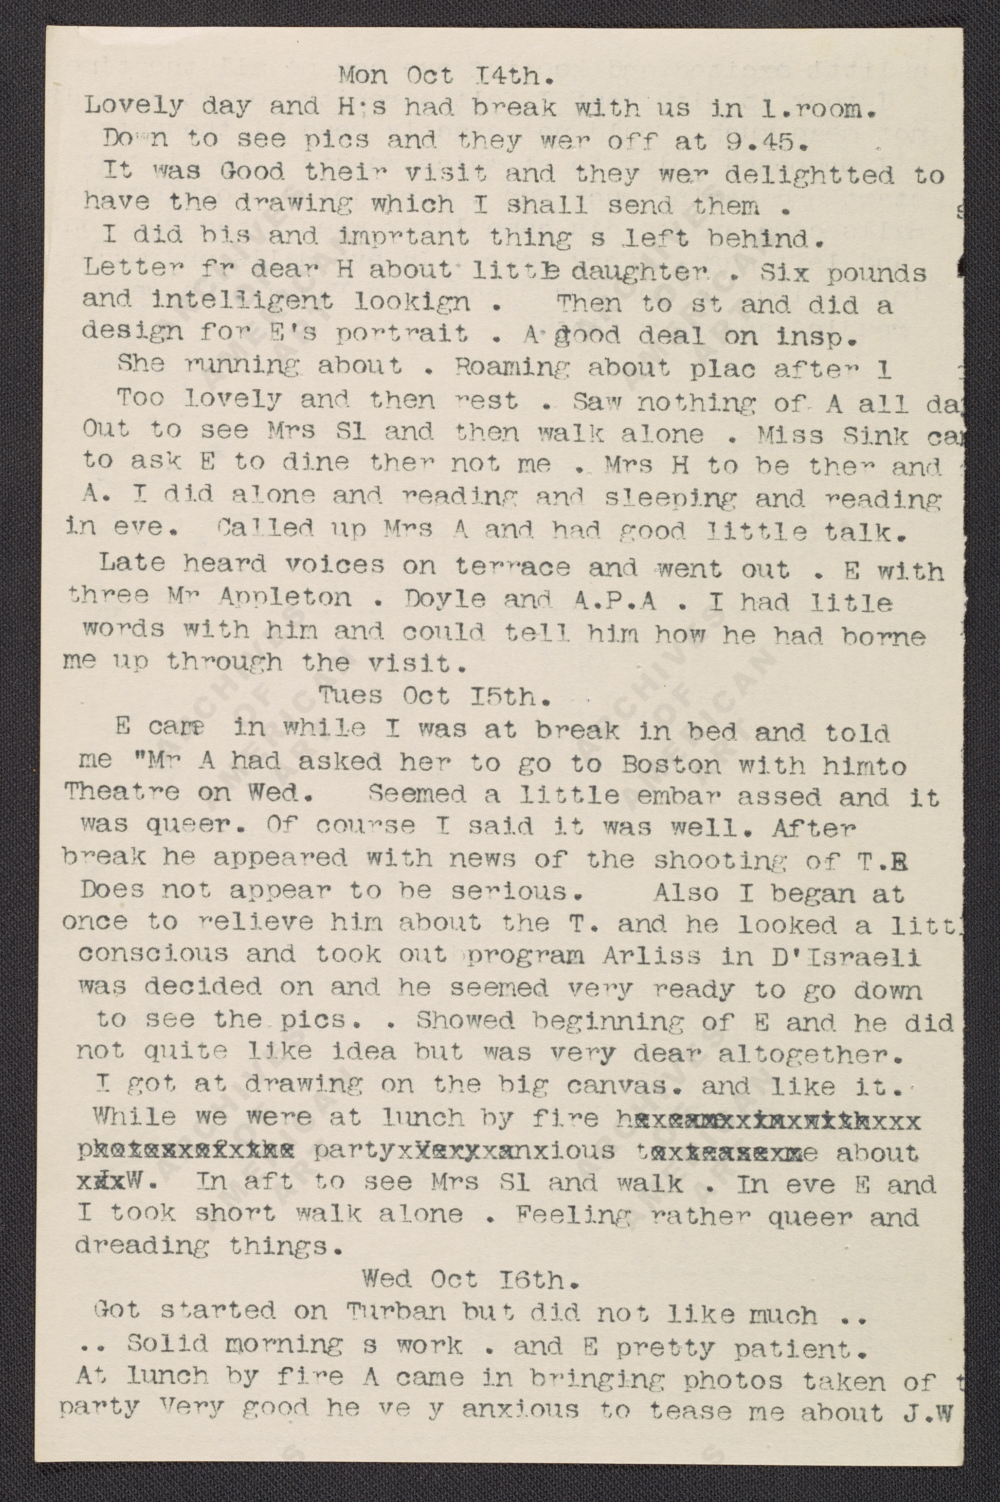 Mon Oct I4th.
Lovely day and H;s had break with us in l.room.
Down to see pics and they wer off at 9.45.
It was Good their visit and they wer delightted to
have the drawing which I shall send them .
I did bis and imprtant thing s left behind.
Letter fr dear H about little daughter . Six pounds
and intelligent lookign . Then to st and did a
design for E's portrait . A good deal on insp.
She running about . Roaming about plac after l
Too lovely and then rest . Saw nothing of A all day
Out to see Mrs Sl and then walk alone . Miss Sink
to ask E to dine ther not me . Mrs H to be ther and
A. I did alone and reading and sleeping and reading
in eve. Called up Mrs A and had good little talk.
Late heard voices on terrace and went out . E with
three Mr Appleton . Doyle and A.P.A . I had litle
words with him and could tell him how he had borne
me up through the visit.
Tues Oct I5th.
E came in while I was at break in bed and told
me "Mr A had asked her to go to Boston with himto
Theatre on Wed. Seemed a little embar assed and it
was queer. Of course I said it was well. After
break he appeared with news of the shooting of T.R
Does not appear to be serious. Also I began at
once to relieve him about the T. and he looked a littl
conscious and took out program Arliss in D'Israeli
was decided on and he seemed very ready to go down
to see the pics. . Showed beginning of E and he did
not quite like idea but was very dear altogether.
I got at drawing on the big canvas. and like it.
While we were at lunch by fire haxeamxxinxwithxxx
photosxxofxthe partyxVeryxxanxious toxteasexme about
xJxW. In aft to see Mrs Sl and walk . In eve E and
I took short walk alone . Feeling rather queer and
dreading things.
Wed Oct I6th.
Got started on Turban but did not like much ..
.. Solid morning s work . and E pretty patient.
At lunch by fire A came in bringing photos taken of
party Very good he ve y anxious to tease me about J.W
ARCHIVES OF AMERICAN ART